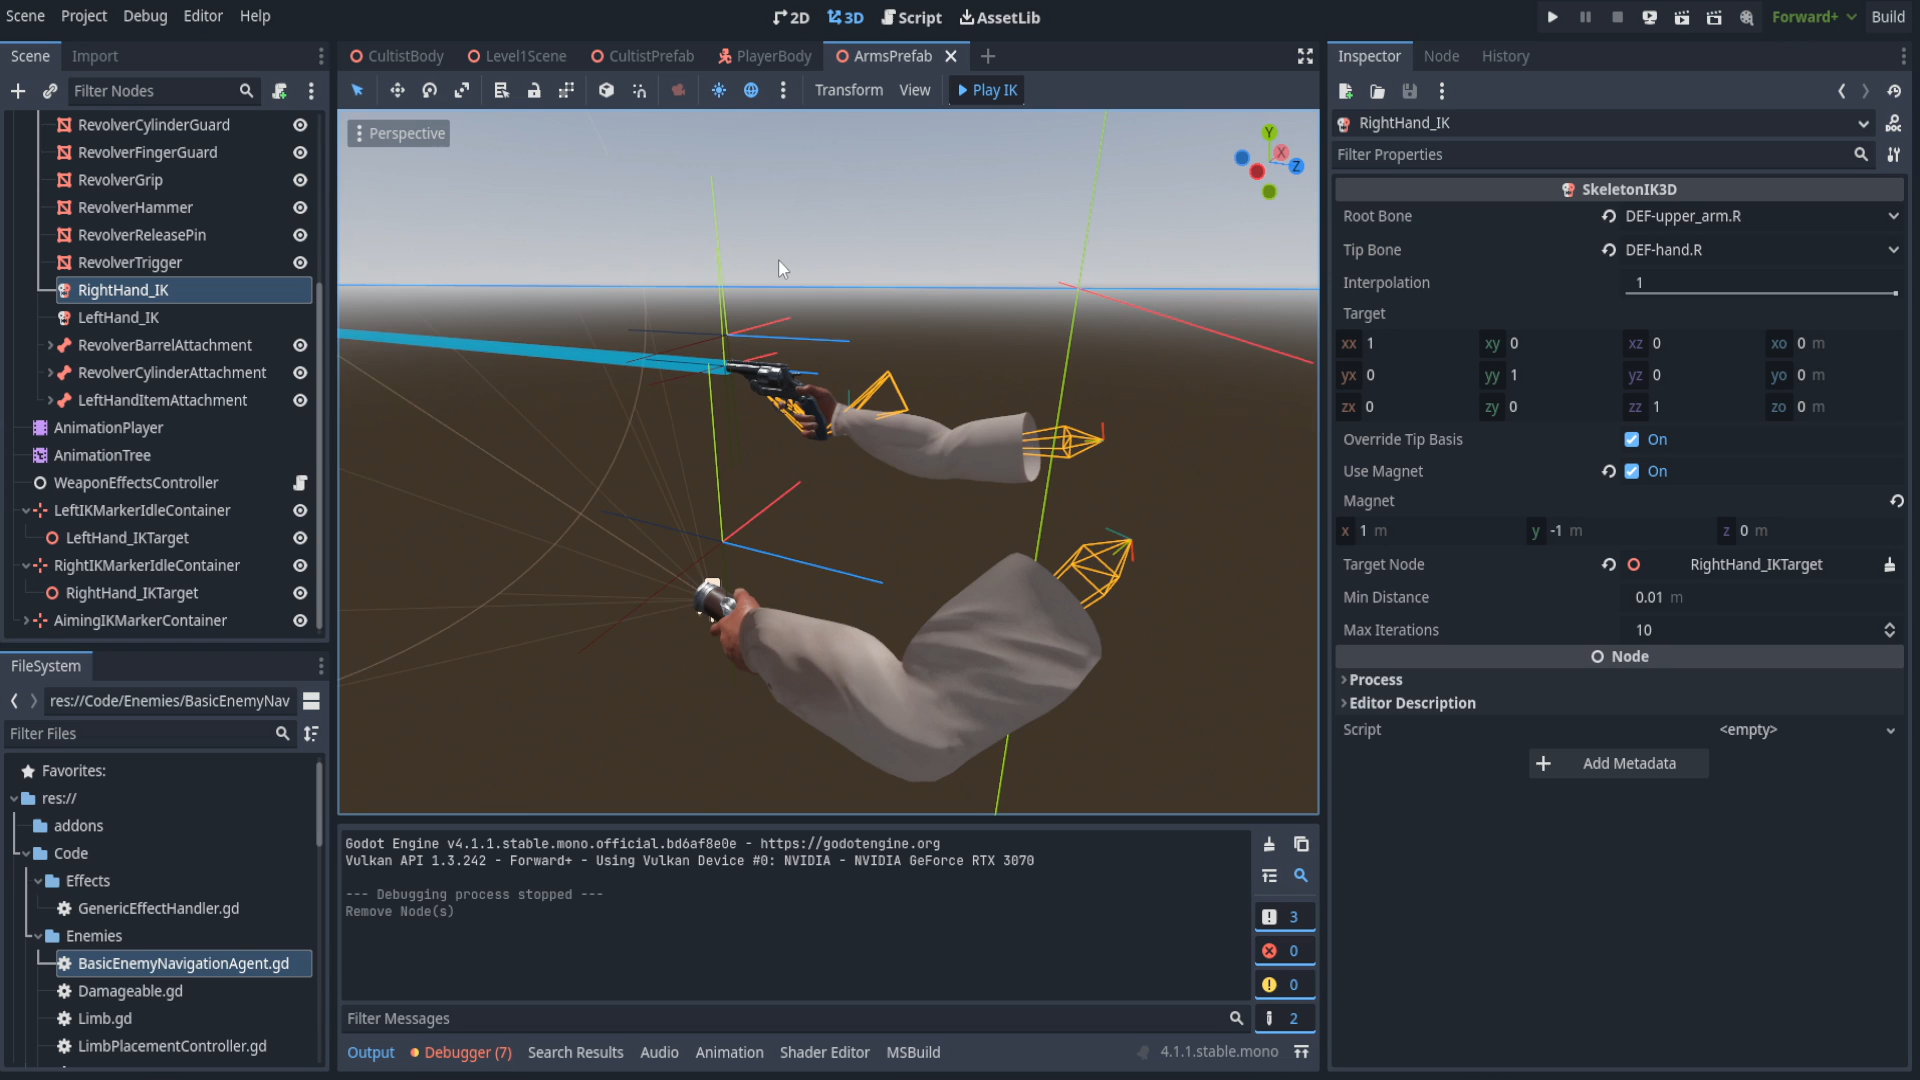 Scene Project Debug Editor Help
2D 3D Script AssetLib
Forward+ Build
Scene Import
CultistBody Level1Scene CultistPrefab PlayerBody ArmsPrefab
Inspector Node History
Filter Nodes
Transform View Play IK
Perspective
Y X Z
RevolverCylinderGuard
RevolverFingerGuard
RevolverGrip
RevolverHammer
RevolverReleasePin
RevolverTrigger
RightHand_IK
LeftHand_IK
RevolverBarrelAttachment
RevolverCylinderAttachment
LeftHandItemAttachment
AnimationPlayer
AnimationTree
WeaponEffectsController
LeftIKMarkerIdleContainer
LeftHand_IKTarget
RightIKMarkerIdleContainer
RightHand_IKTarget
AimingIKMarkerContainer
FileSystem
res://Code/Enemies/BasicEnemyNav
Filter Files
Favorites:
res://
addons
Code
Effects
GenericEffectHandler.gd
Enemies
BasicEnemyNavigationAgent.gd
Damageable.gd
Limb.gd
LimbPlacementController.gd
Godot Engine v4.1.1.stable.mono.official.bd6af8e0e - https://godotengine.org
Vulkan API 1.3.242 - Forward+ - Using Vulkan Device #0: NVIDIA - NVIDIA GeForce RTX 3070
--- Debugging process stopped ---
Remove Node(s)
3
0
0
2
Filter Messages
Output Debugger (7) Search Results Audio Animation Shader Editor MSBuild 4.1.1.stable.mono
RightHand_IK
DOC
Filter Properties
SkeletonIK3D
Root Bone DEF-upper_arm.R
Tip Bone DEF-hand.R
Interpolation 1
Target
xx 1 xy 0 xz 0 xo 0 m
yx 0 yy 1 yz 0 yo 0 m
zx 0 zy 0 zz 1 zo 0 m
Override Tip Basis On
Use Magnet On
Magnet
x 1 m y -1 m z 0 m
Target Node RightHand_IKTarget
Min Distance 0.01 m
Max Iterations 10
Node
Process
Editor Description
Script <empty>
Add Metadata